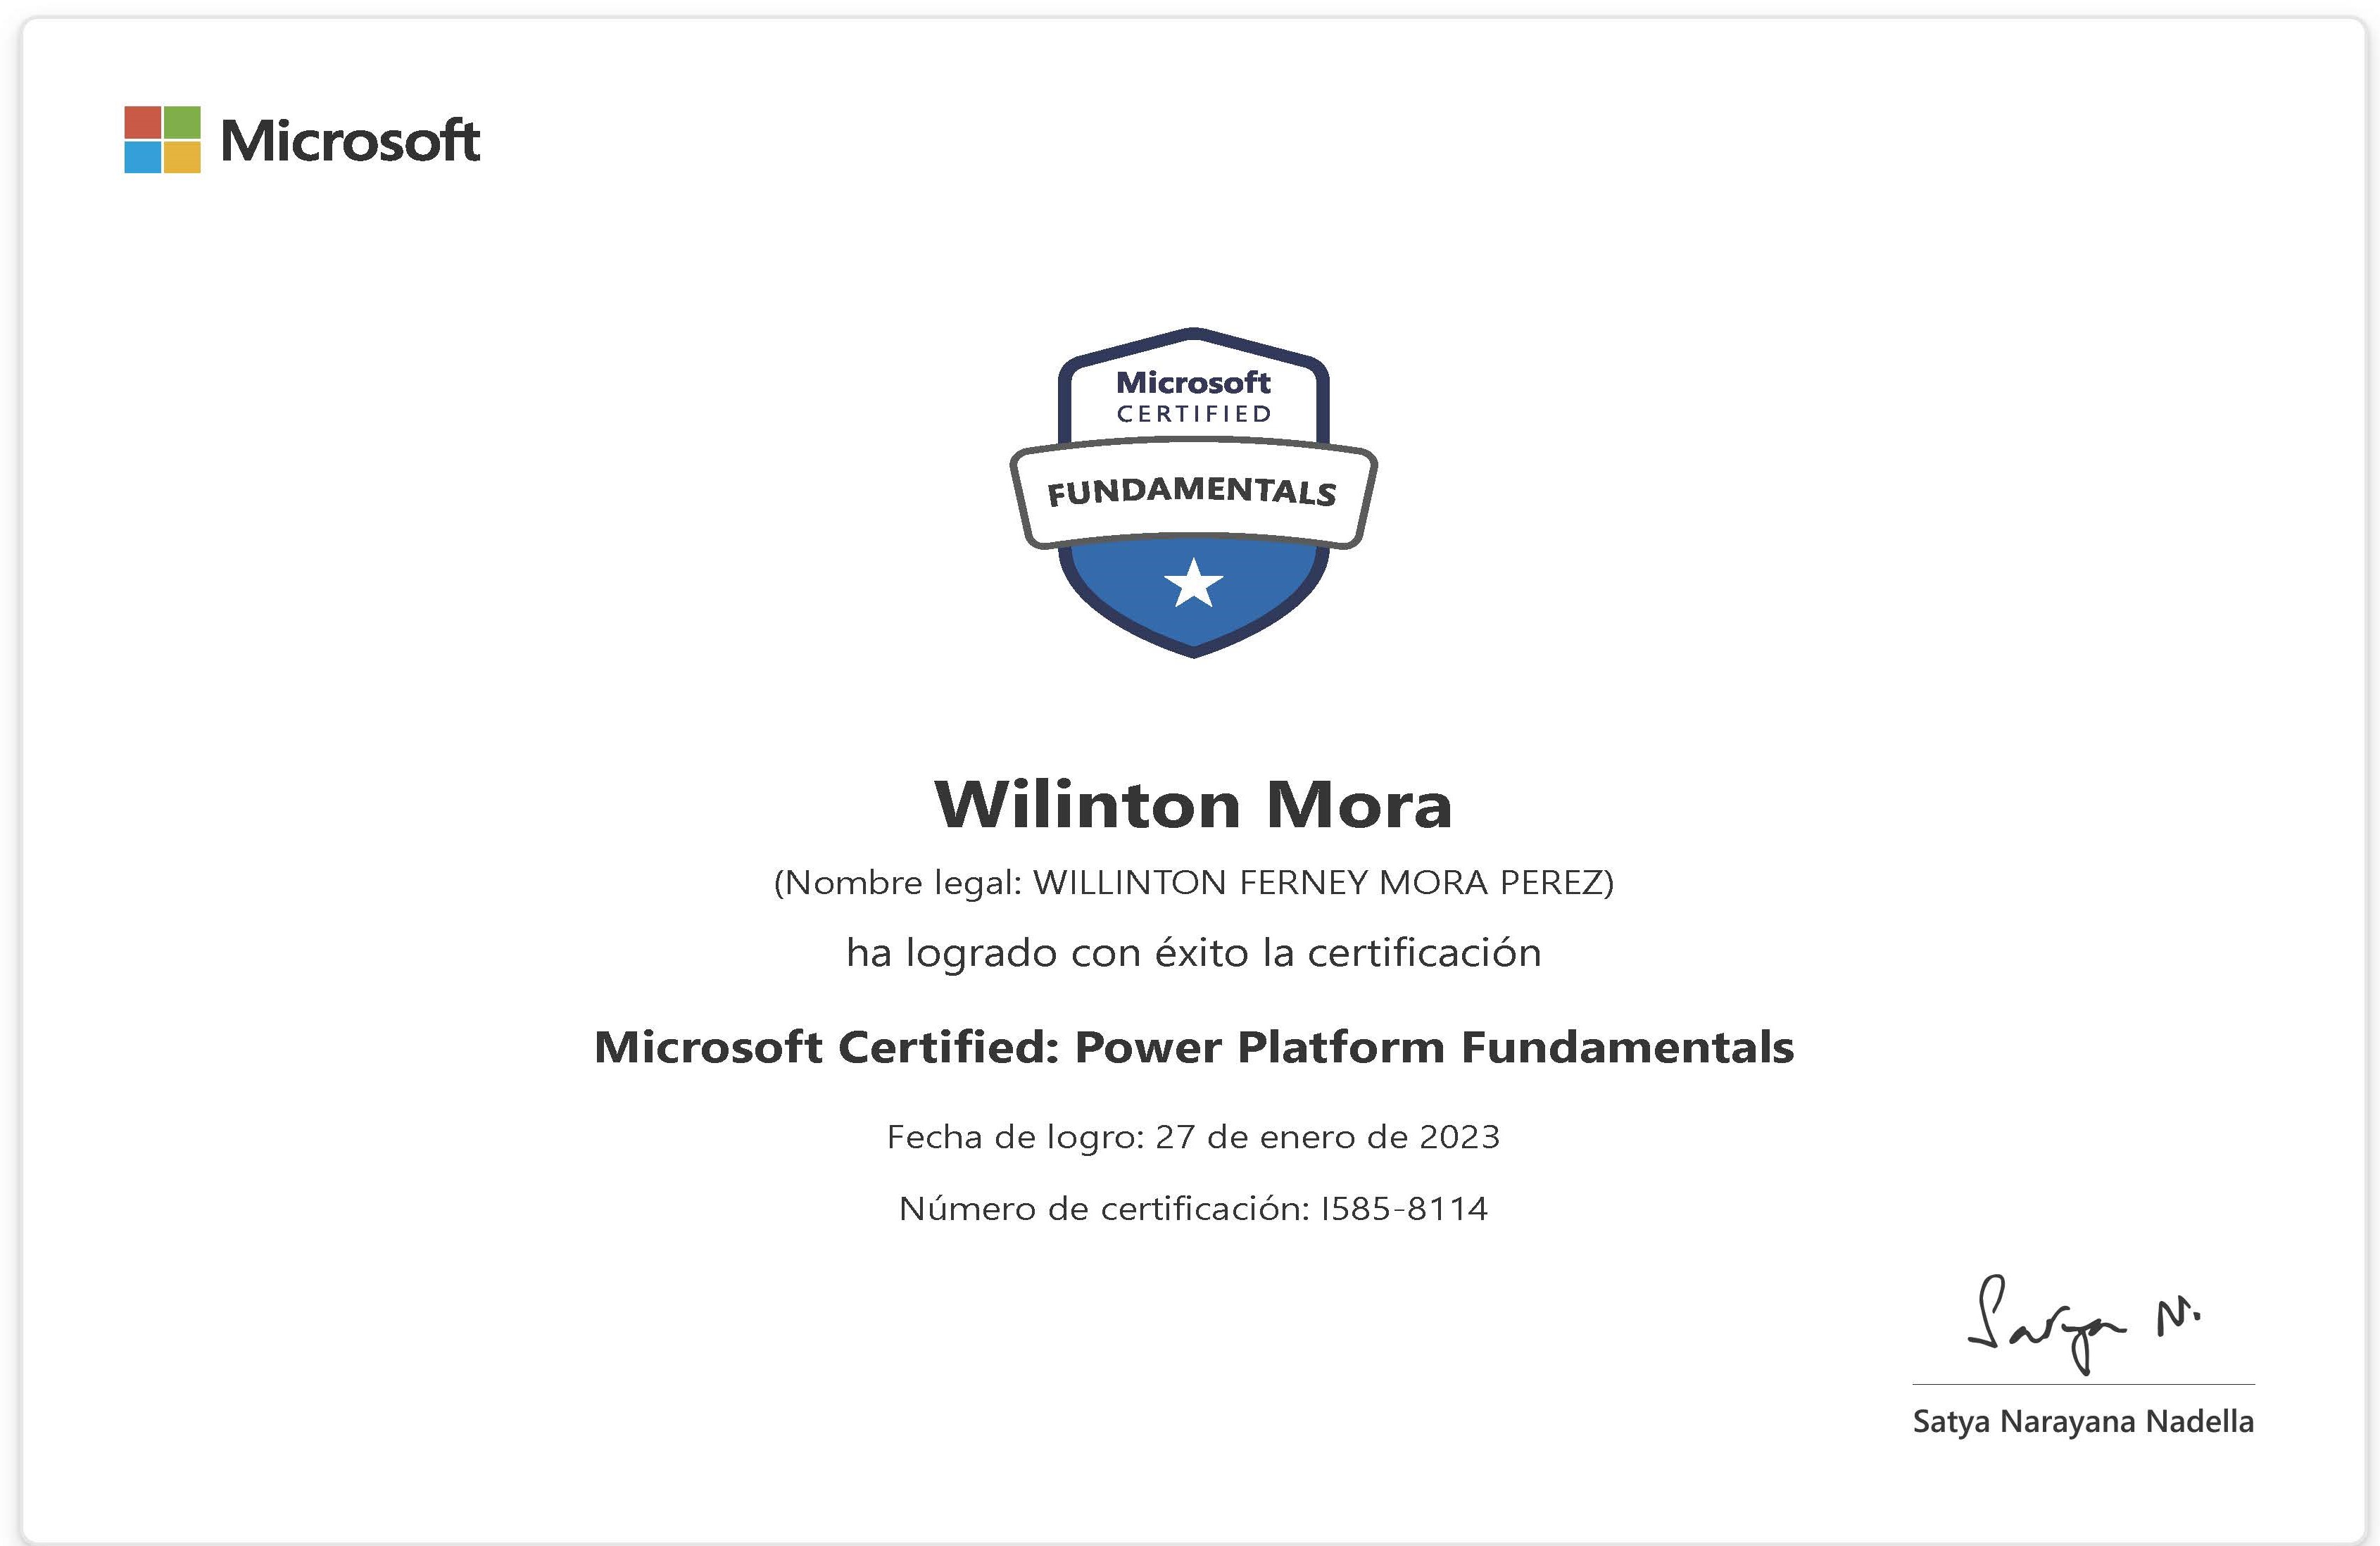 Microsoft
Microsoft
CERTIFIED
FUNDAMENTALS
Wilinton Mora
(Nombre legal: WILLINTON FERNEY MORA PEREZ)
ha logrado con éxito la certificación
Microsoft Certified: Power Platform Fundamentals
Fecha de logro: 27 de enero de 2023
Número de certificación: I585-8114
Satya N.
Satya Narayana Nadella